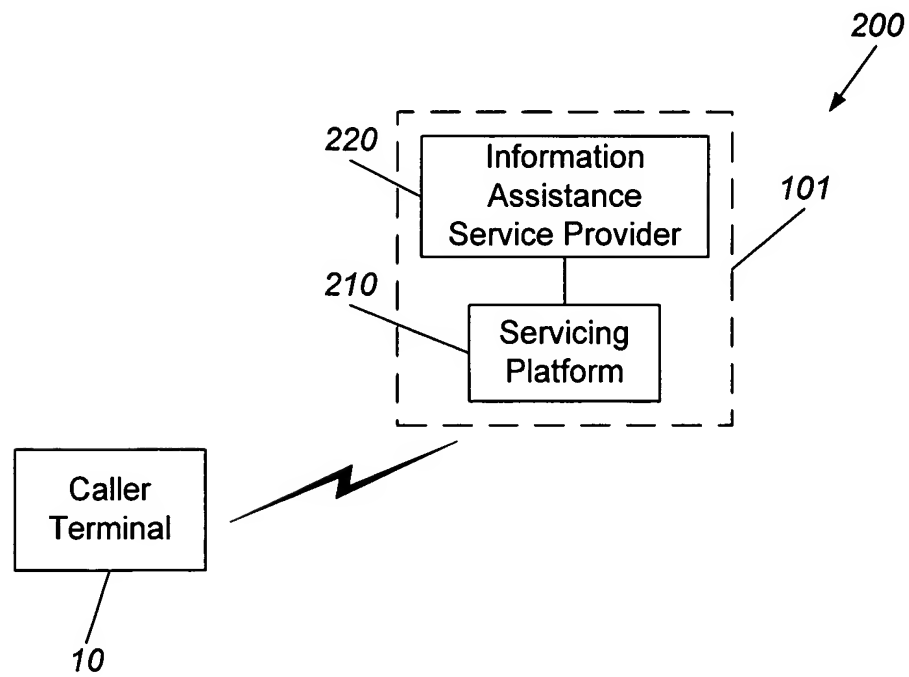 200
220
Information
Assistance
Service Provider
101
210
Servicing
Platform
Caller
Terminal
10